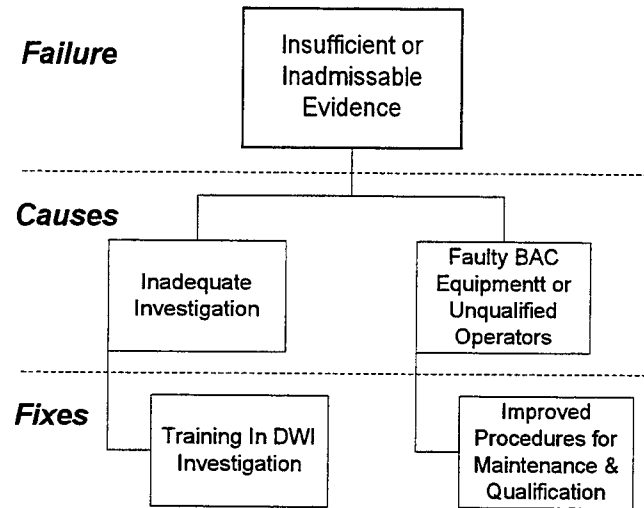 Failure
Insufficient or
Inadmissable
Evidence
Causes
Inadequate
Investigation
Faulty BAC
Equipmentt or
Unqualified
Operators
Fixes
Training In DWI
Investigation
Improved
Procedures for
Maintenance &
Qualification